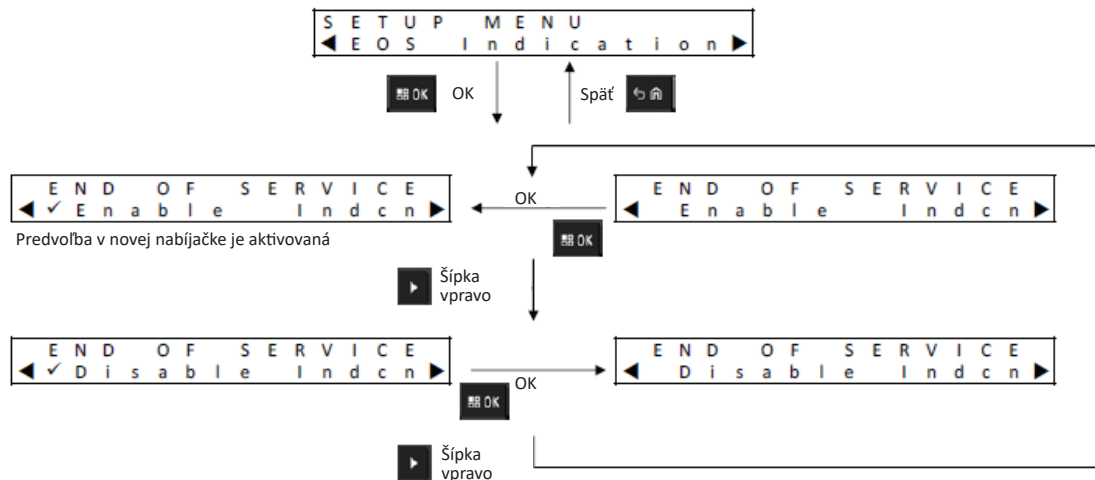 SETUP MENU
◀EOS Indication▶
OK OK Späť
END OF SERVICE
◀✓Enable Indcn▶
OK
OK
END OF SERVICE
◀ Enable Indcn▶
Predvoľba v novej nabíjačke je aktivovaná
Šípka
vpravo
END OF SERVICE
◀✓Disable Indcn▶
OK
OK
END OF SERVICE
◀ Disable Indcn▶
Šípka
vpravo